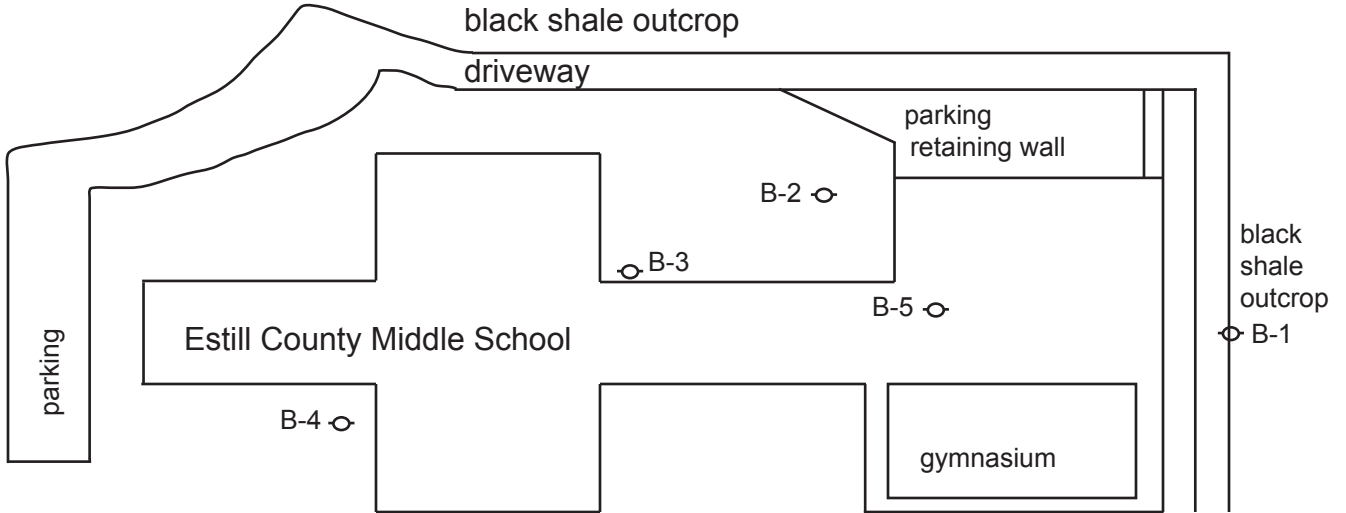 black shale outcrop
driveway
parking
retaining wall
B-2
B-3
black
shale
outcrop
B-5
B-1
Estill County Middle School
parking
B-4
gymnasium